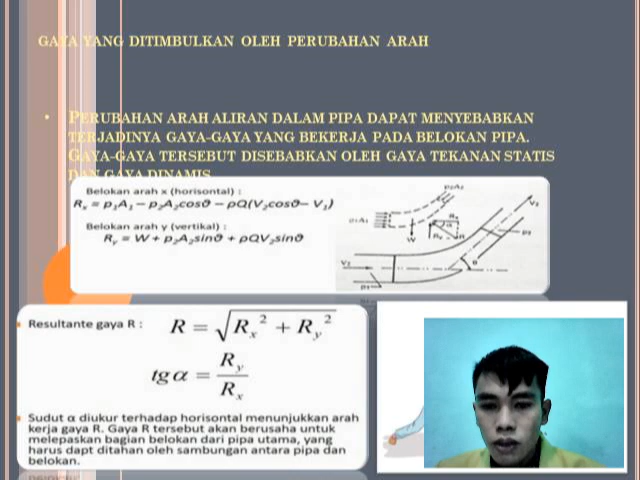 GAYA YANG DITIMBULKAN OLEH PERUBAHAN ARAH
• PERUBAHAN ARAH ALIRAN DALAM PIPA DAPAT MENYEBABKAN
TERJADINYA GAYA-GAYA YANG BEKERJA PADA BELOKAN PIPA.
GAYA-GAYA TERSEBUT DISEBABKAN OLEH GAYA TEKANAN STATIS
DAN GAYA DINAMIS
Belokan arah x (horisontal) :
Rx = p1A1 – p2A2cosθ – ρQ(V2cosθ– V1)
Belokan arah y (vertikal) :
Ry = W + p2A2sinθ + ρQV2sinθ
Resultante gaya R : R = √(Rx² + Ry²)
tg α = Ry / Rx
Sudut α diukur terhadap horisontal menunjukkan arah
kerja gaya R. Gaya R tersebut akan berusaha untuk
melepaskan bagian belokan dari pipa utama, yang
harus dapt ditahan oleh sambungan antara pipa dan
belokan.